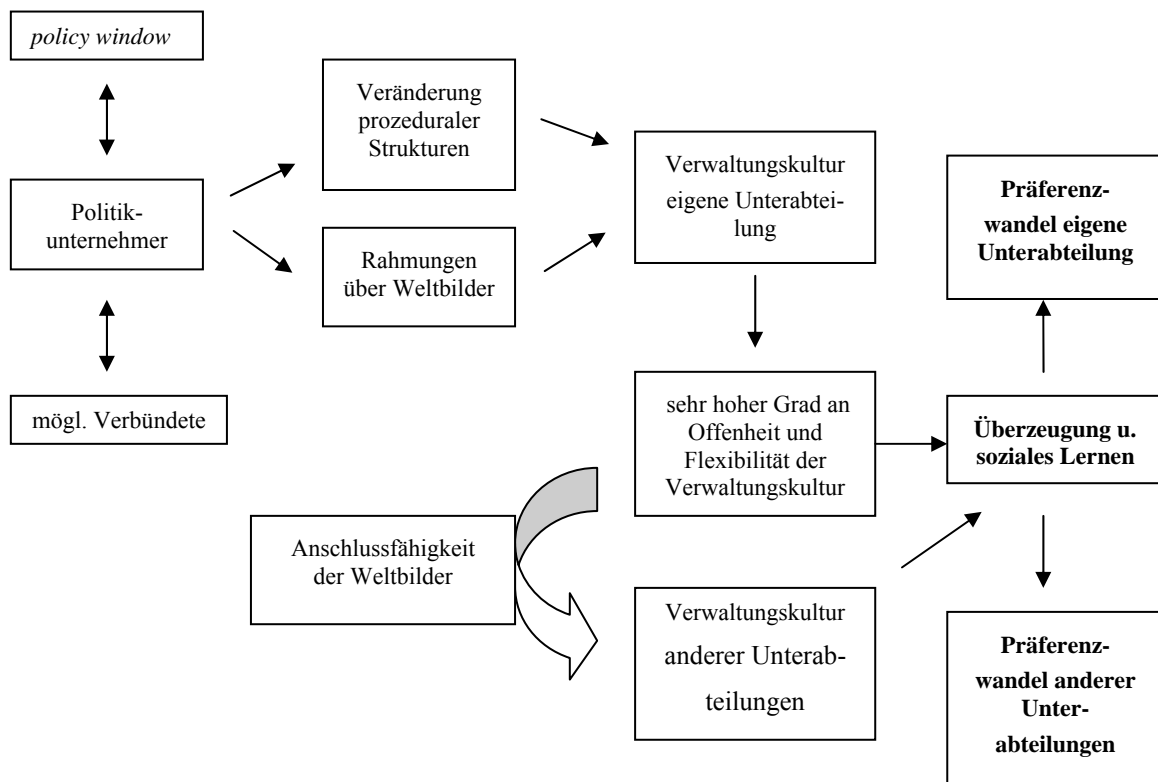 policy window
Politik-
unternehmer
mögl. Verbündete
Veränderung
prozeduraler
Strukturen
Rahmungen
über Weltbilder
Verwaltungskultur
eigene Unterabtei-
lung
sehr hoher Grad an
Offenheit und
Flexibilität der
Verwaltungskultur
Anschlussfähigkeit
der Weltbilder
Verwaltungskultur
anderer Unterab-
teilungen
Präferenz-
wandel eigene
Unterabteilung
Überzeugung u.
soziales Lernen
Präferenz-
wandel anderer
Unter-
abteilungen